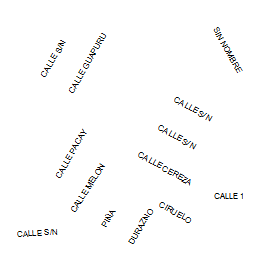 SIN NOMBRE
CALLE S/N
CALLE GUAPURU
CALLE S/N
CALLE S/N
CALLE PACAY
CALLE CEREZA
CALLE MELON
CALLE 1
PIÑA
DURAZNO
CIRUELO
CALLE S/N